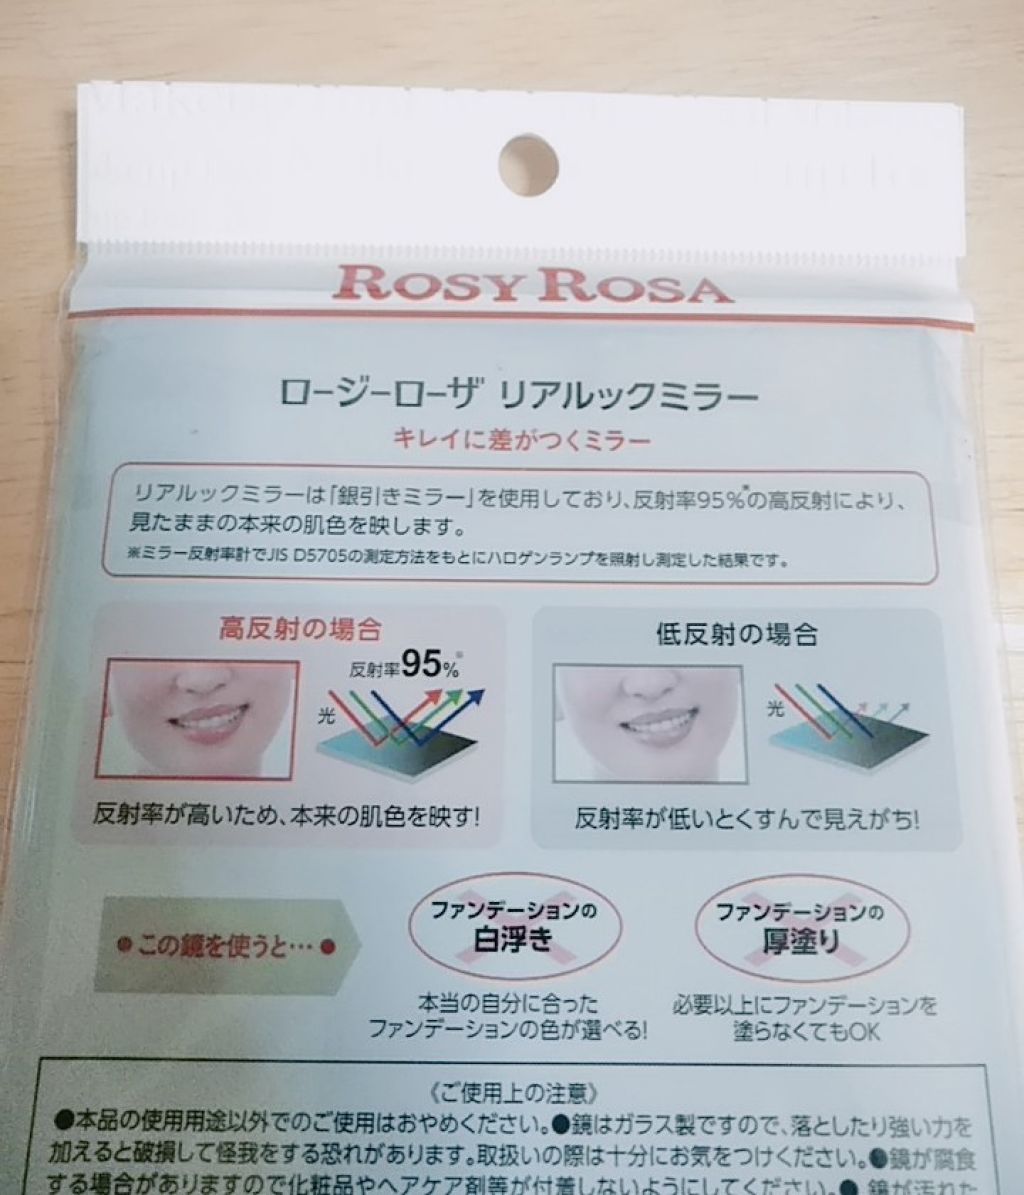 ROSY ROSA
ロージーローザ リアルックミラー
キレイに差がつくミラー
リアルックミラーは「銀引きミラー」を使用しており、反射率95%※の高反射により、
見たままの本来の肌色を映します。
※ミラー反射率計でJIS D5705の測定方法をもとにハロゲンランプを照射し測定した結果です。
高反射の場合
反射率95%※
光
反射率が高いため、本来の肌色を映す!
低反射の場合
光
反射率が低いとくすんで見えがち!
●この鏡を使うと…●
ファンデーションの
白浮き
本当の自分に合った
ファンデーションの色が選べる!
ファンデーションの
厚塗り
必要以上にファンデーションを
塗らなくてもOK
《ご使用上の注意》
●本品の使用用途以外でのご使用はおやめください。●鏡はガラス製ですので、落としたり強い力を
加えると破損して怪我をする恐れがあります。取扱いの際は十分にお気をつけください。●鏡が腐食
する場合がありますので化粧品やヘアケア剤等が付着しないようにしてください。●鏡が汚れた